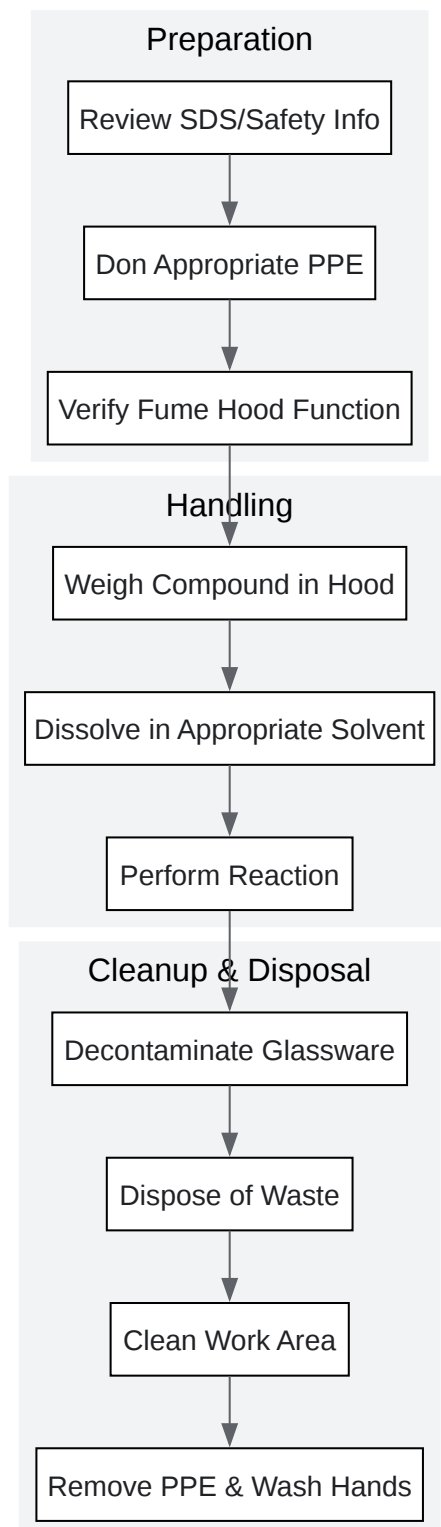 Preparation
Review SDS/Safety Info
Don Appropriate PPE
Verify Fume Hood Function
Handling
Weigh Compound in Hood
Dissolve in Appropriate Solvent
Perform Reaction
Cleanup & Disposal
Decontaminate Glassware
Dispose of Waste
Clean Work Area
Remove PPE & Wash Hands